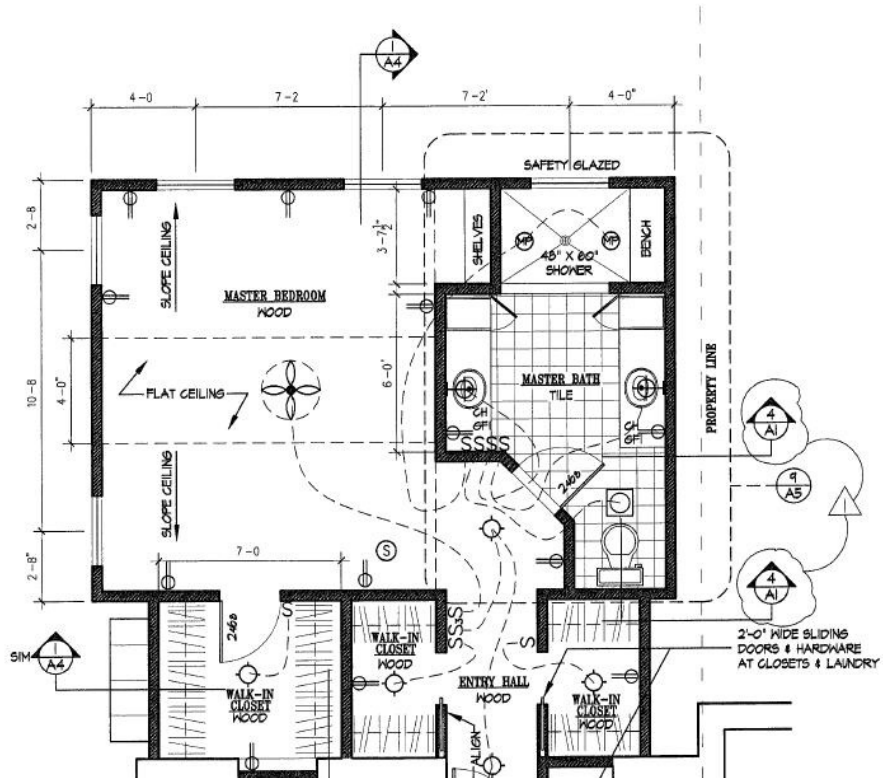 1
A4
4-0
7-2
7-2'
4-0"
SAFETY GLAZED
2-8
SLOPE CEILING
3-7½"
SHELVES
MP
MP
48" X 60"
SHOWER
BENCH
MASTER BEDROOM
WOOD
10-8
4-0"
FLAT CEILING
6-0'
MASTER BATH
TILE
PROPERTY LINE
CH
GFI
CH
GFI
SSSS
4
A1
9
A5
2468
SLOPE CEILING
2-8"
7-0
S
4
A1
2468
S
S
SS3S
S
WALK-IN
CLOSET
WOOD
2'-0" WIDE SLIDING
DOORS & HARDWARE
AT CLOSETS & LAUNDRY
SIM
1
A4
WALK-IN
CLOSET
WOOD
ENTRY HALL
WOOD
WALK-IN
CLOSET
WOOD
ALIGN